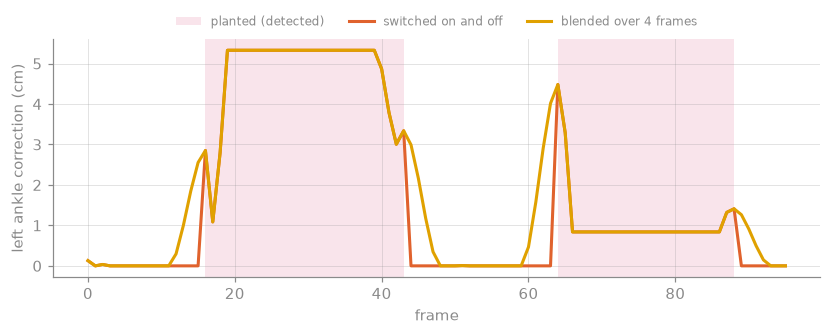 planted (detected) switched on and off blended over 4 frames
left ankle correction (cm)
5
4
3
2
1
0
0 20 40 60 80
frame